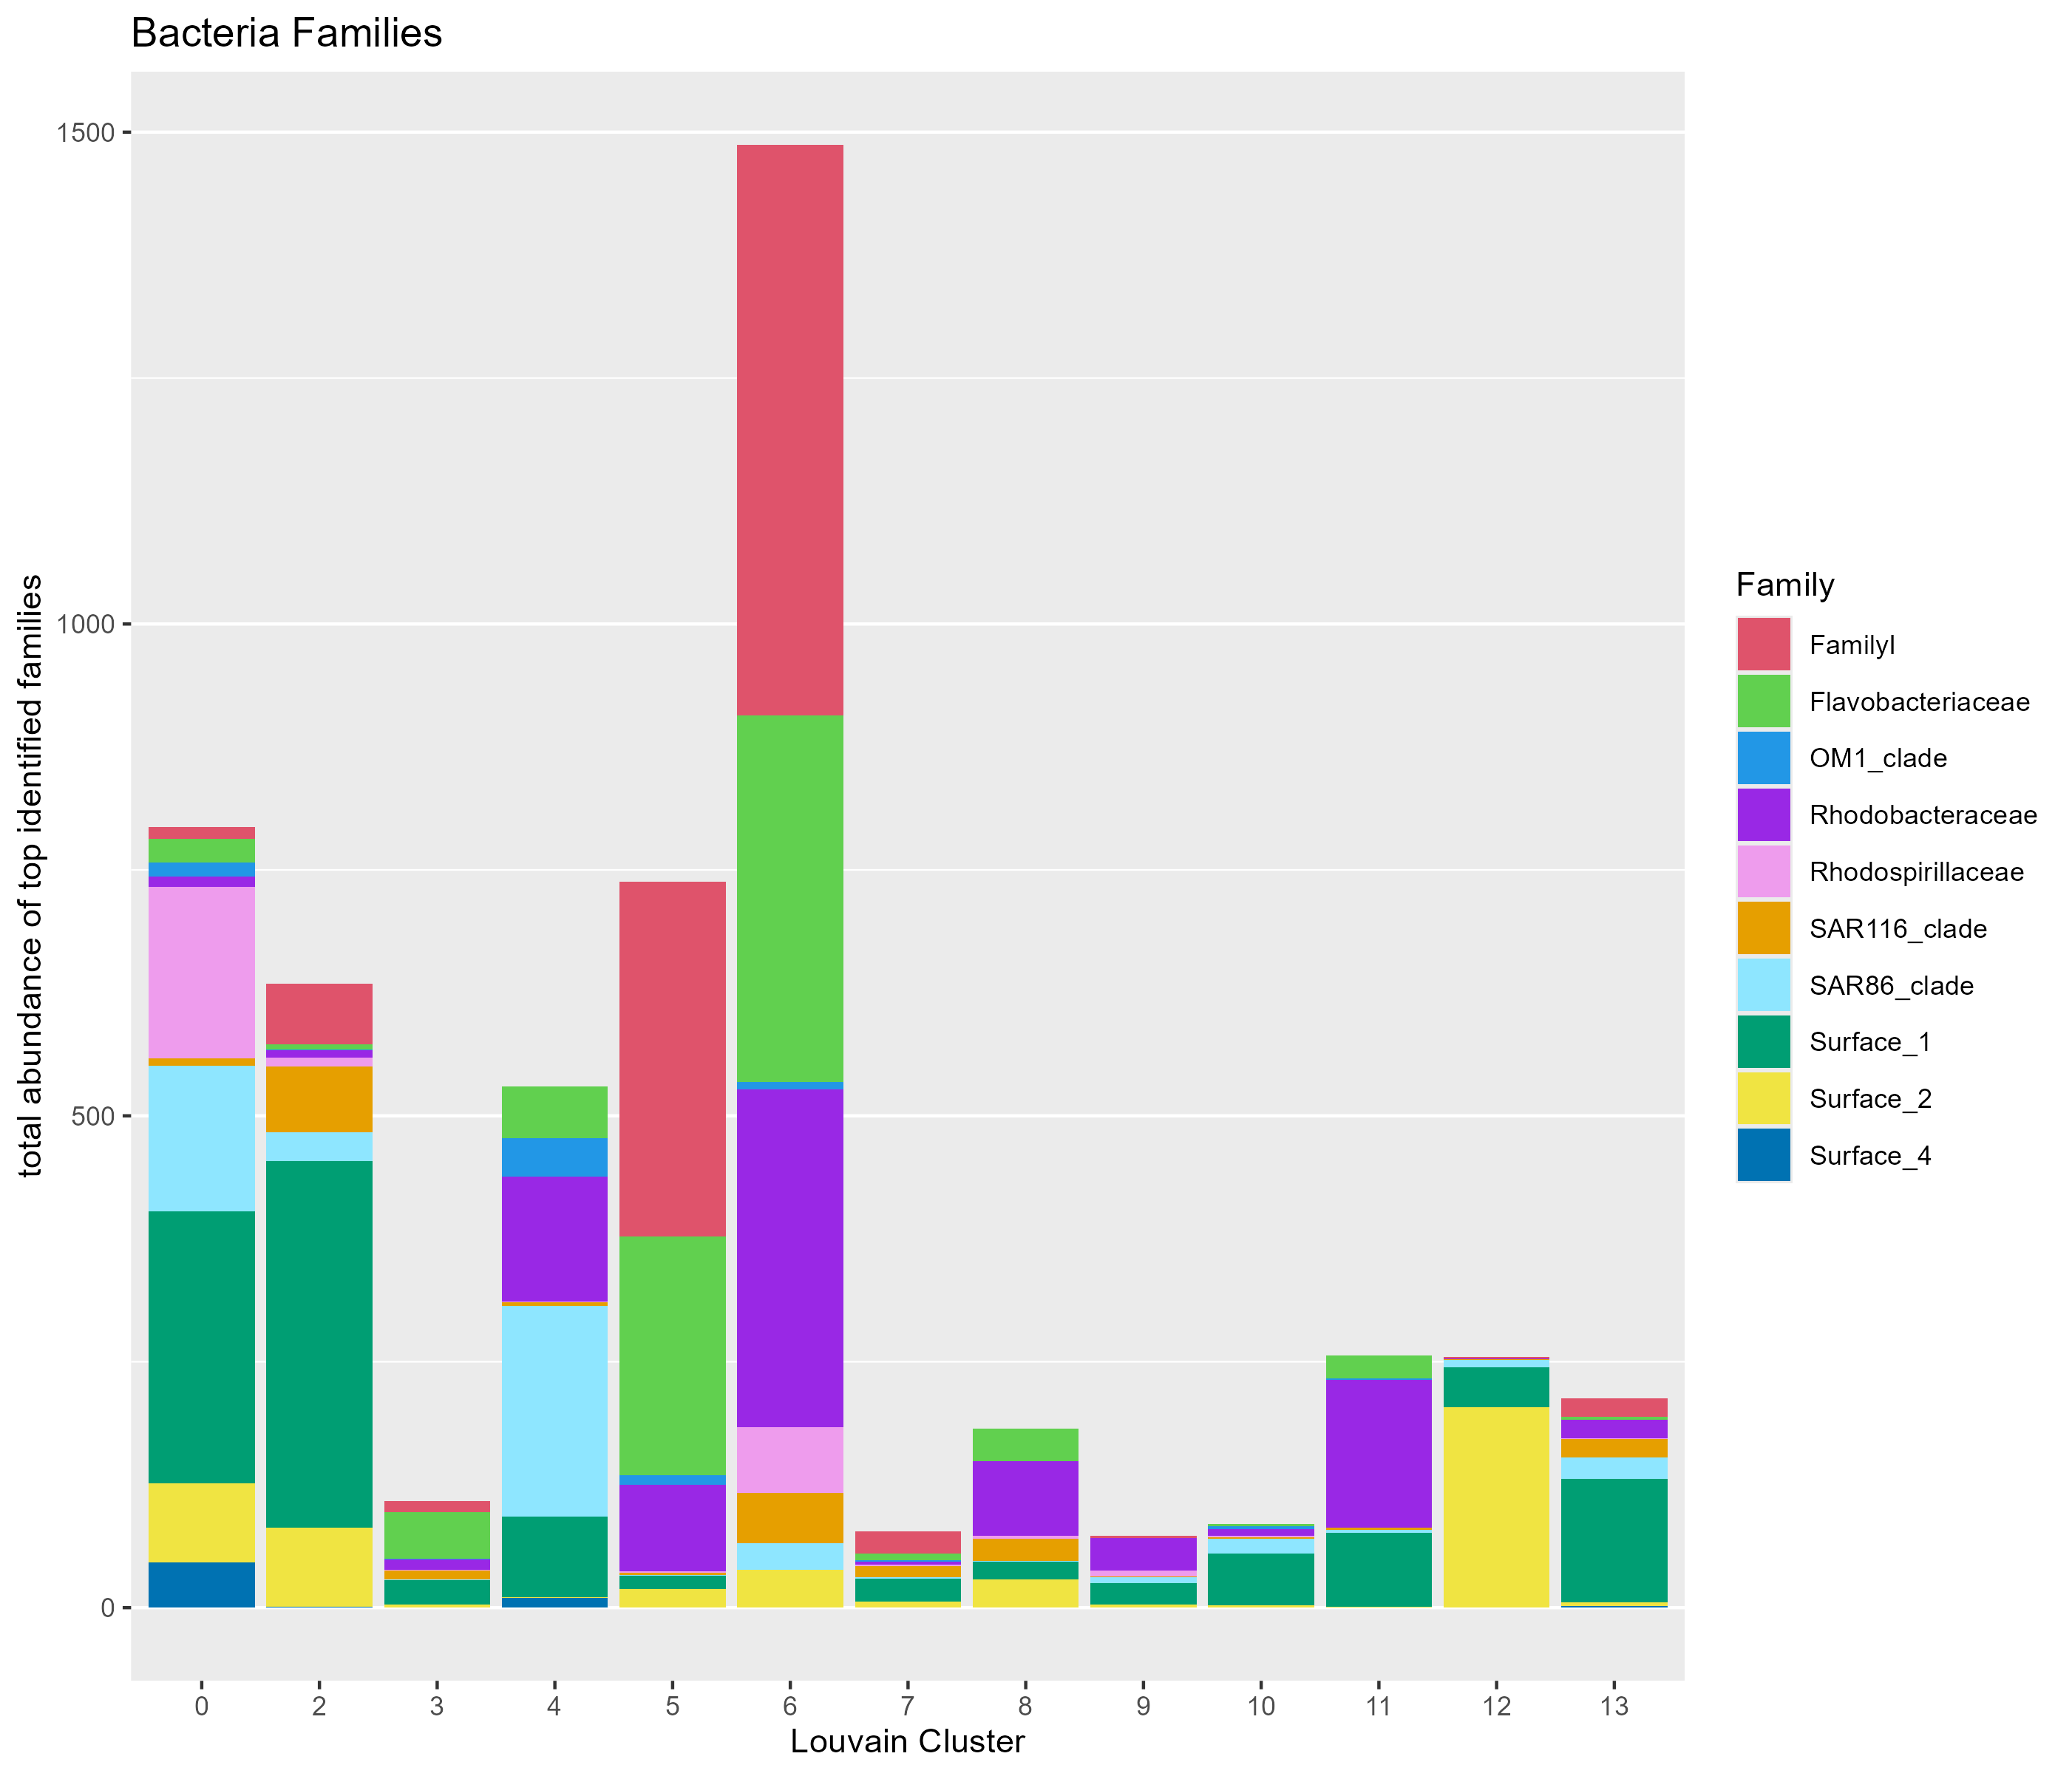 Bacteria Families
total abundance of top identified families
1500
1000
500
0
0 2 3 4 5 6 7 8 9 10 11 12 13
Louvain Cluster
Family
FamilyI
Flavobacteriaceae
OM1_clade
Rhodobacteraceae
Rhodospirillaceae
SAR116_clade
SAR86_clade
Surface_1
Surface_2
Surface_4